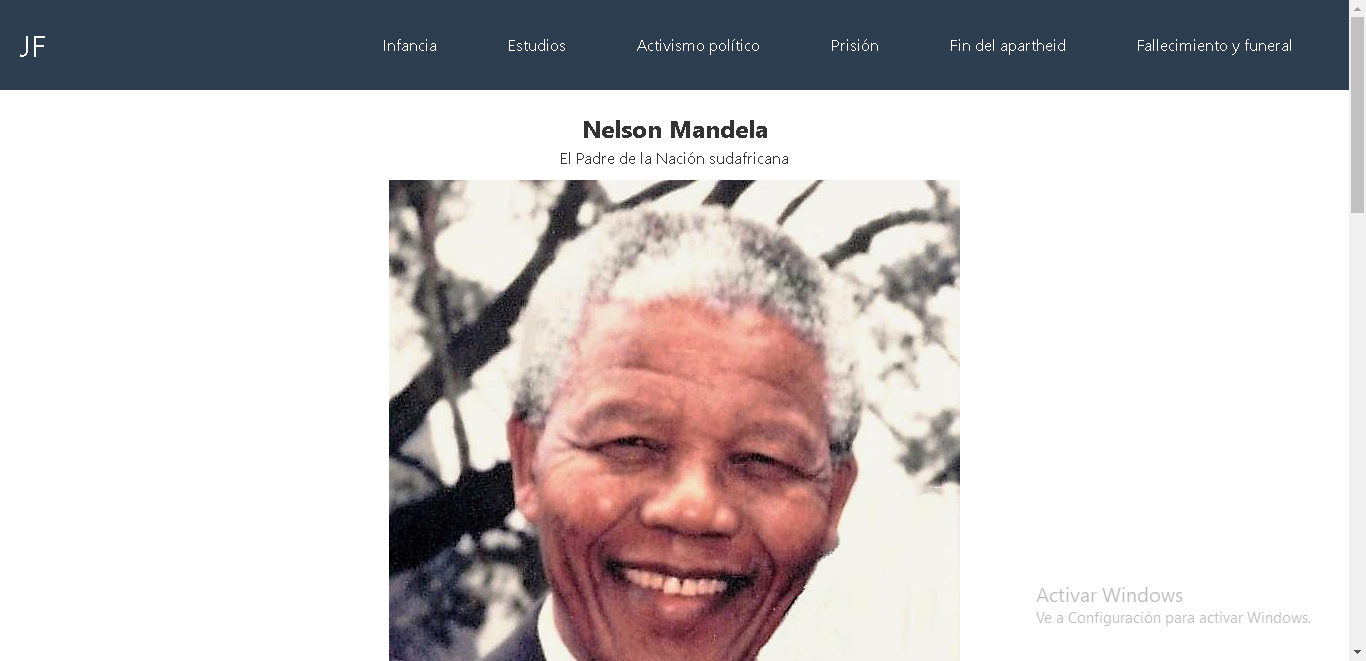 JF
Infancia Estudios Activismo político Prisión Fin del apartheid Fallecimiento y funeral
Nelson Mandela
El Padre de la Nación sudafricana
Activar Windows
Ve a Configuración para activar Windows.